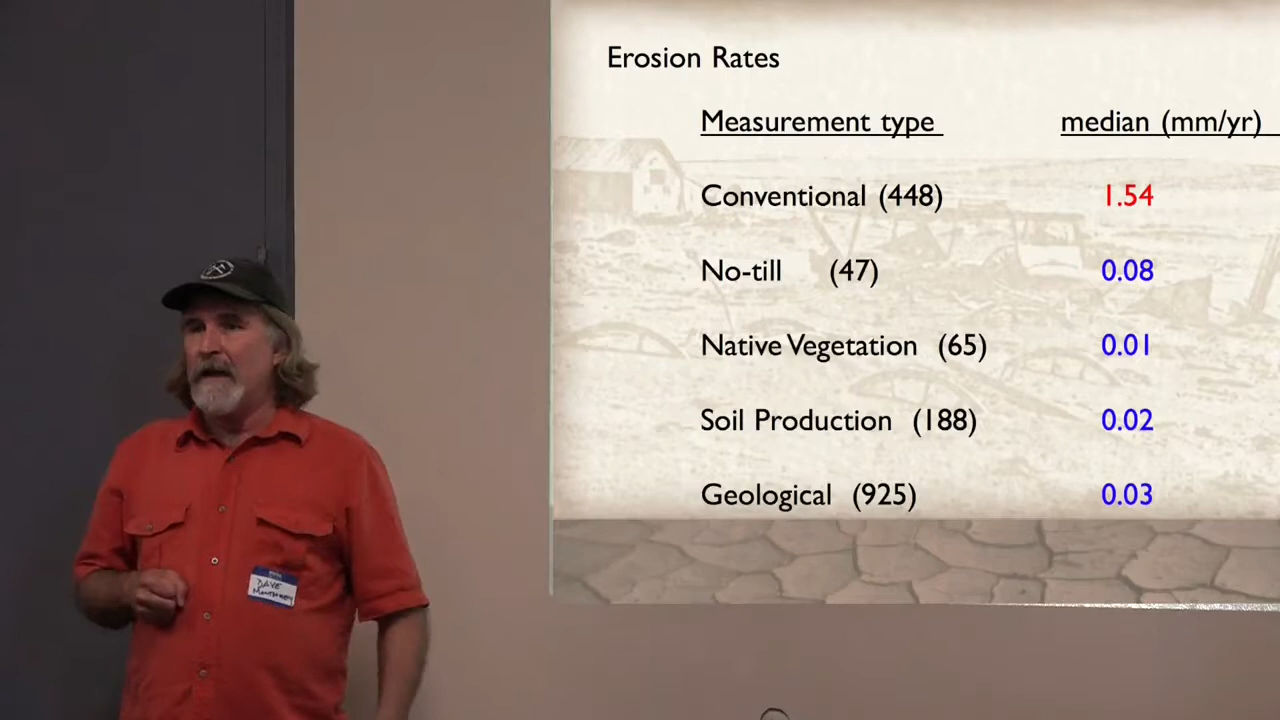 Erosion Rates
Measurement type median (mm/yr)
Conventional (448) 1.54
No-till (47) 0.08
Native Vegetation (65) 0.01
Soil Production (188) 0.02
Geological (925) 0.03
DAVE